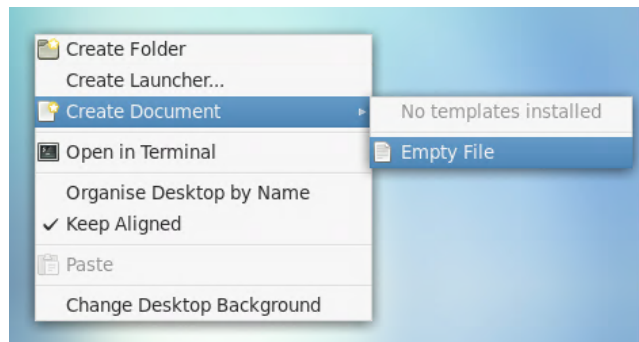 Create Folder
Create Launcher...
Create Document
No templates installed
Open in Terminal
Empty File
Organise Desktop by Name
Keep Aligned
Paste
Change Desktop Background